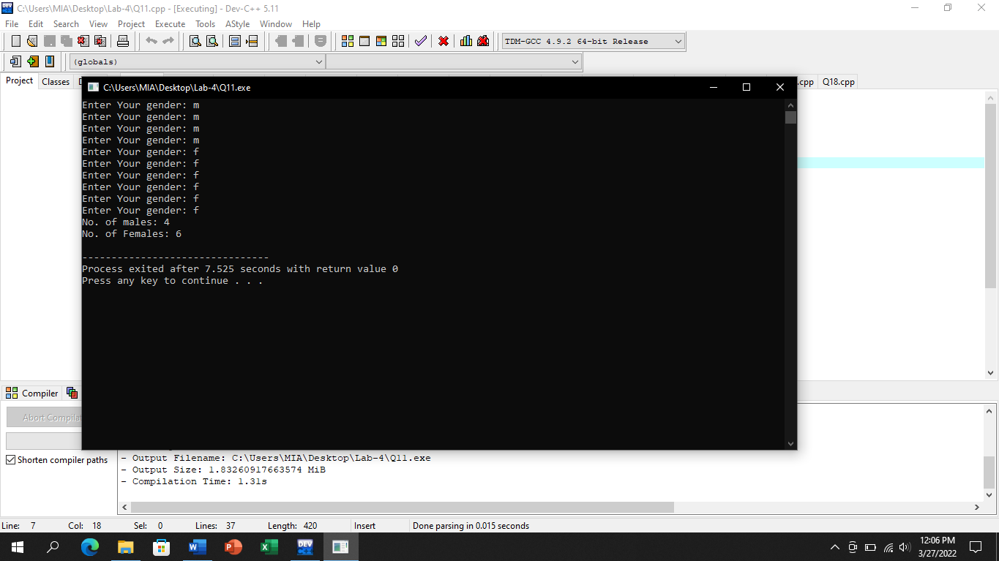 C:\Users\MIA\Desktop\Lab-4\Q11.cpp - [Executing] - Dev-C++ 5.11
File Edit Search View Project Execute Tools AStyle Window Help
TDM-GCC 4.9.2 64-bit Release
(globals)
Project Classes D .cpp Q18.cpp
C:\Users\MIA\Desktop\Lab-4\Q11.exe
Enter Your gender: m
Enter Your gender: m
Enter Your gender: m
Enter Your gender: m
Enter Your gender: f
Enter Your gender: f
Enter Your gender: f
Enter Your gender: f
Enter Your gender: f
Enter Your gender: f
No. of males: 4
No. of Females: 6
--------------------------------
Process exited after 7.525 seconds with return value 0
Press any key to continue . . .
Compiler
Abort Compilat
Shorten compiler paths
- Output Filename: C:\Users\MIA\Desktop\Lab-4\Q11.exe
- Output Size: 1.83260917663574 MiB
- Compilation Time: 1.31s
Line: 7 Col: 18 Sel: 0 Lines: 37 Length: 420 Insert Done parsing in 0.015 seconds
12:06 PM
3/27/2022